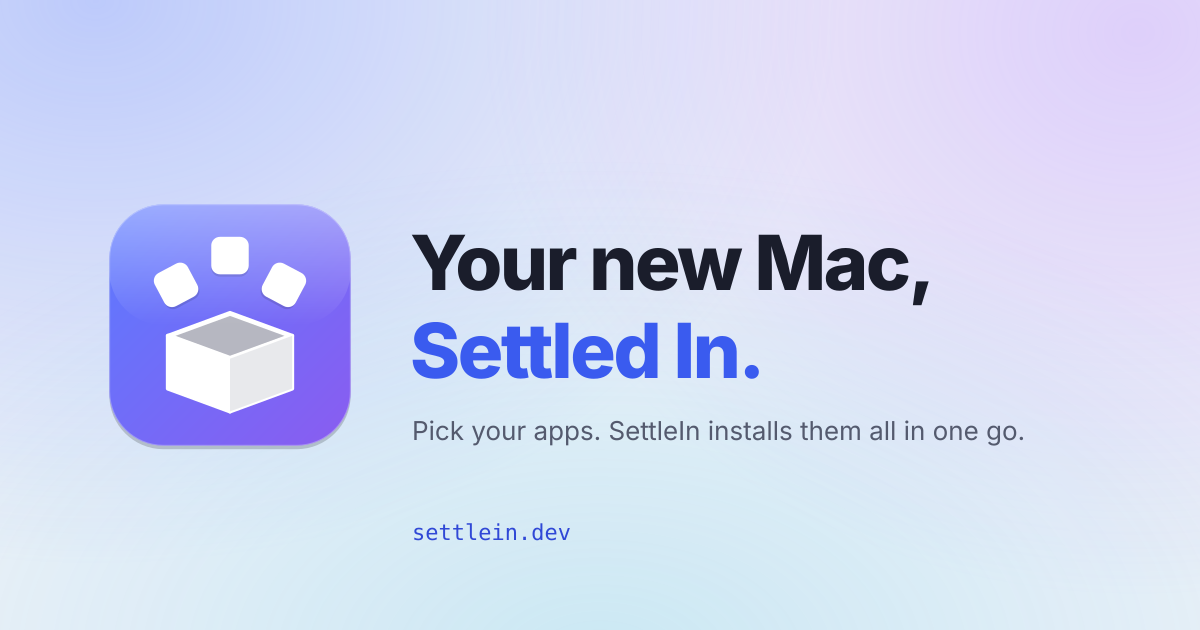 Your new Mac,
Settled In.
Pick your apps. SettleIn installs them all in one go.
settlein.dev